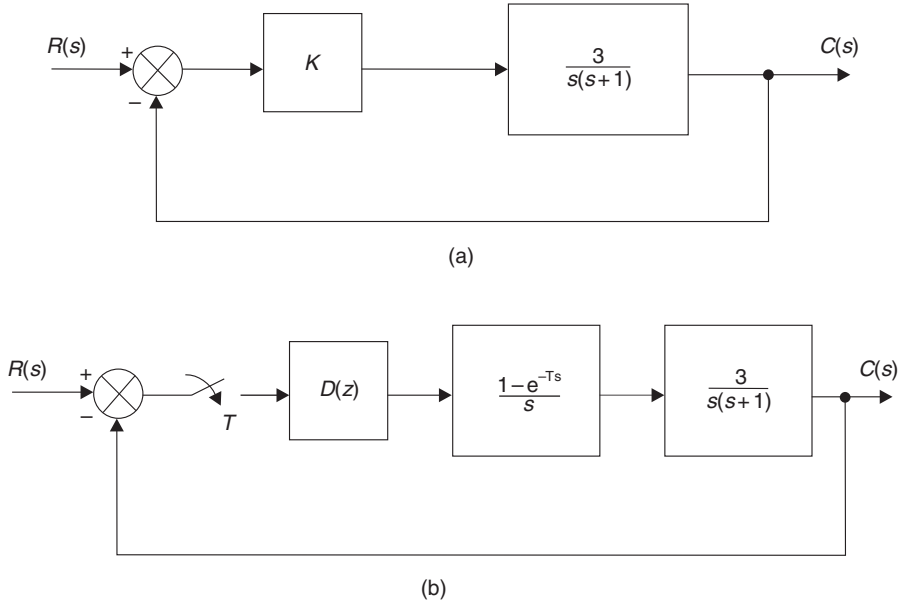 R(s)
+
−
K
3
s(s+1)
C(s)
(a)
R(s)
+
−
T
D(z)
1−e−Ts
s
3
s(s+1)
C(s)
(b)